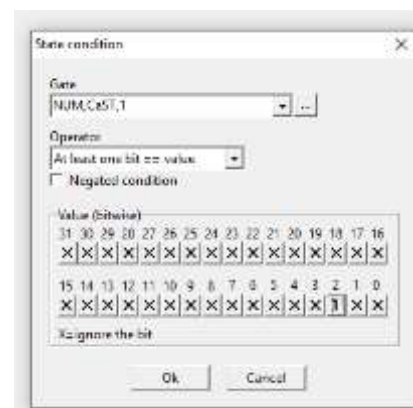 State condition
Gate
NUM,CaST,1
...
Operator
At least one bit == value
Negated condition
Value (bitwise)
31 30 29 28 27 26 25 24 23 22 21 20 19 18 17 16
X X X X X X X X X X X X X X X X
15 14 13 12 11 10 9 8 7 6 5 4 3 2 1 0
X X X X X X X X X X X X X 1 X X
X=ignore the bit
Ok Cancel